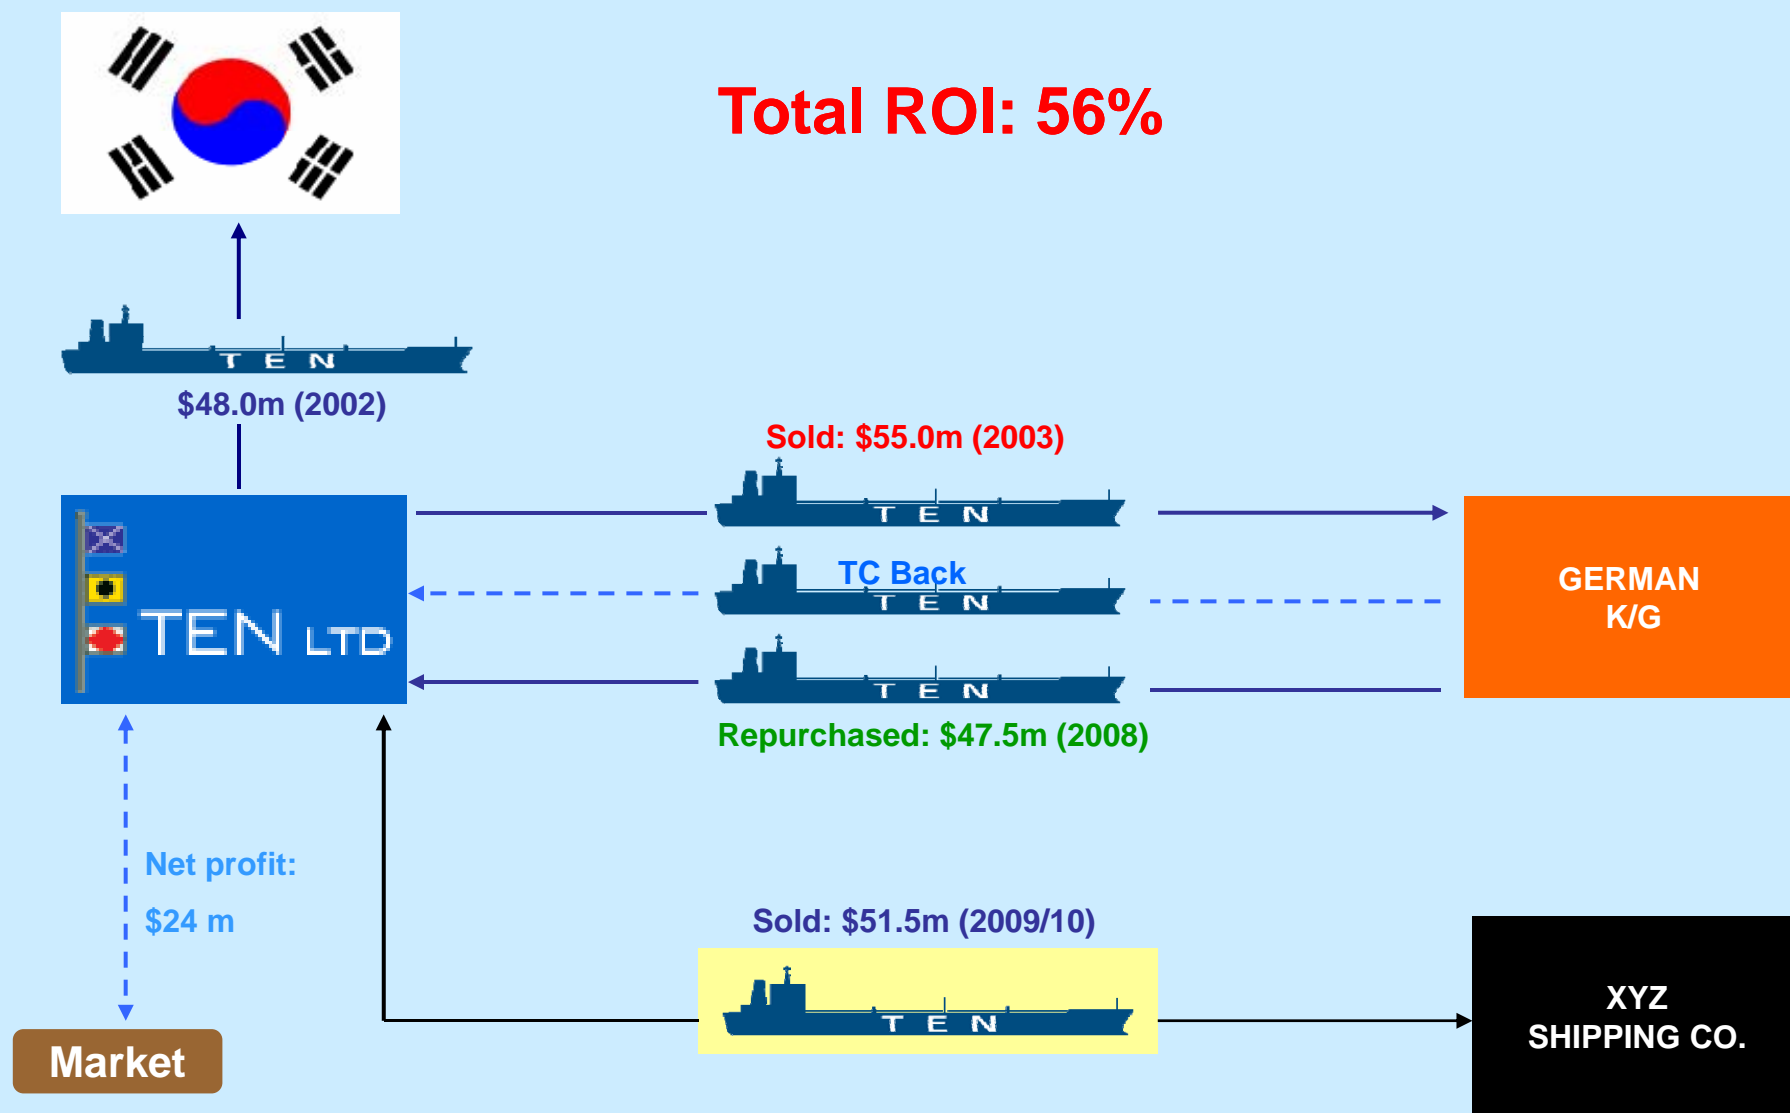 Total ROI: 56%
T E N
$48.0m (2002)
Sold: $55.0m (2003)
T E N
TEN LTD
TC Back
T E N
GERMAN
K/G
T E N
Repurchased: $47.5m (2008)
Net profit:
$24 m
Sold: $51.5m (2009/10)
T E N
XYZ
SHIPPING CO.
Market